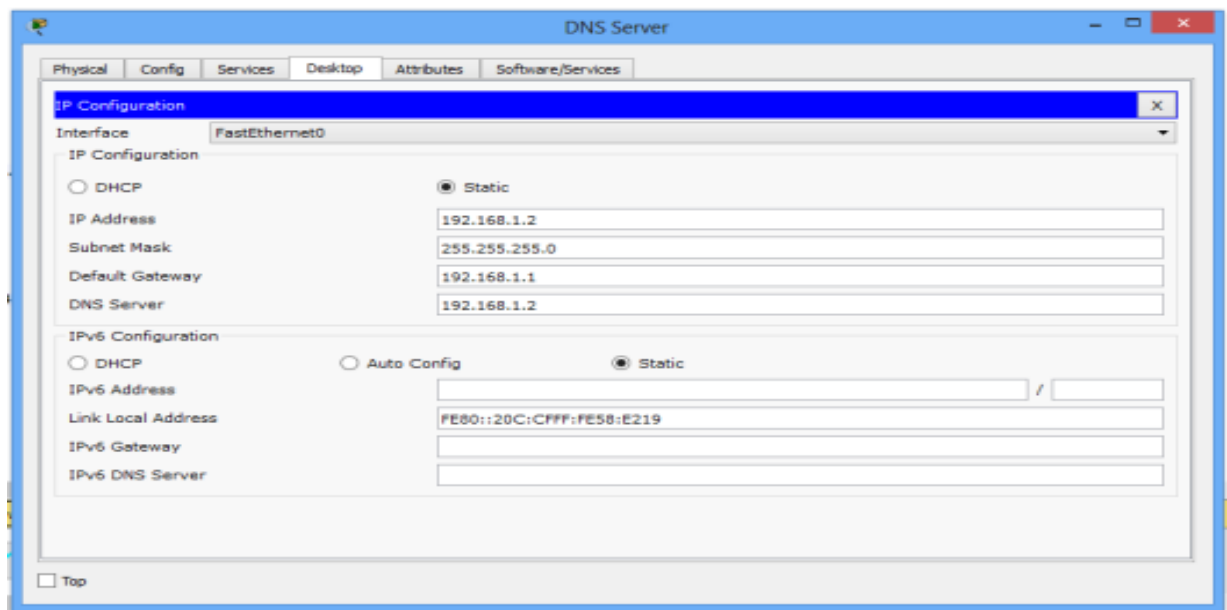 DNS Server
Physical Config Services Desktop Attributes Software/Services
IP Configuration
Interface FastEthernet0
IP Configuration
DHCP Static
IP Address 192.168.1.2
Subnet Mask 255.255.255.0
Default Gateway 192.168.1.1
DNS Server 192.168.1.2
IPv6 Configuration
DHCP Auto Config Static
IPv6 Address /
Link Local Address FE80::20C:CFFF:FE58:E219
IPv6 Gateway
IPv6 DNS Server
Top